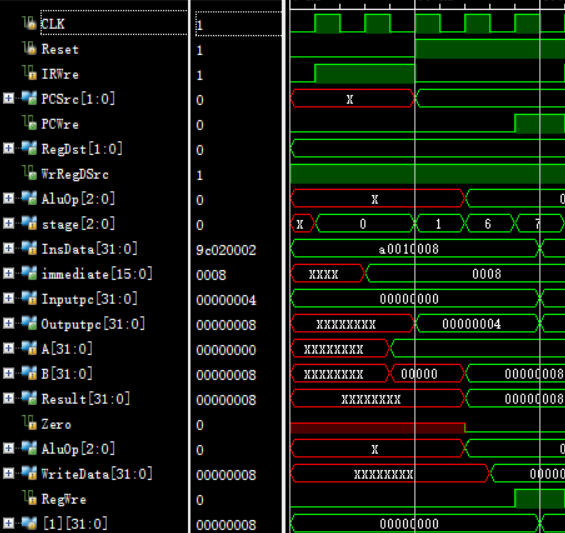 CLK 1
Reset 1
IRWre 1
PCSrc[1:0] 0 X
PCWre 0
RegDst[1:0] 0
WrRegDSrc 1
AluOp[2:0] 0 X 0
stage[2:0] 0 X 0 1 6 7
InsData[31:0] 9c020002 a0010008
immediate[15:0] 0008 XXXX 0008
Inputpc[31:0] 00000004 00000000
Outputpc[31:0] 00000008 XXXXXXXX 00000004
A[31:0] 00000000 XXXXXXXX
B[31:0] 00000008 XXXXXXXX 00000 00000008
Result[31:0] 00000008 XXXXXXXX 00000008
Zero 0
AluOp[2:0] 0 X 0
WriteData[31:0] 00000008 XXXXXXXX 00000
RegWre 0
[1][31:0] 00000008 00000000